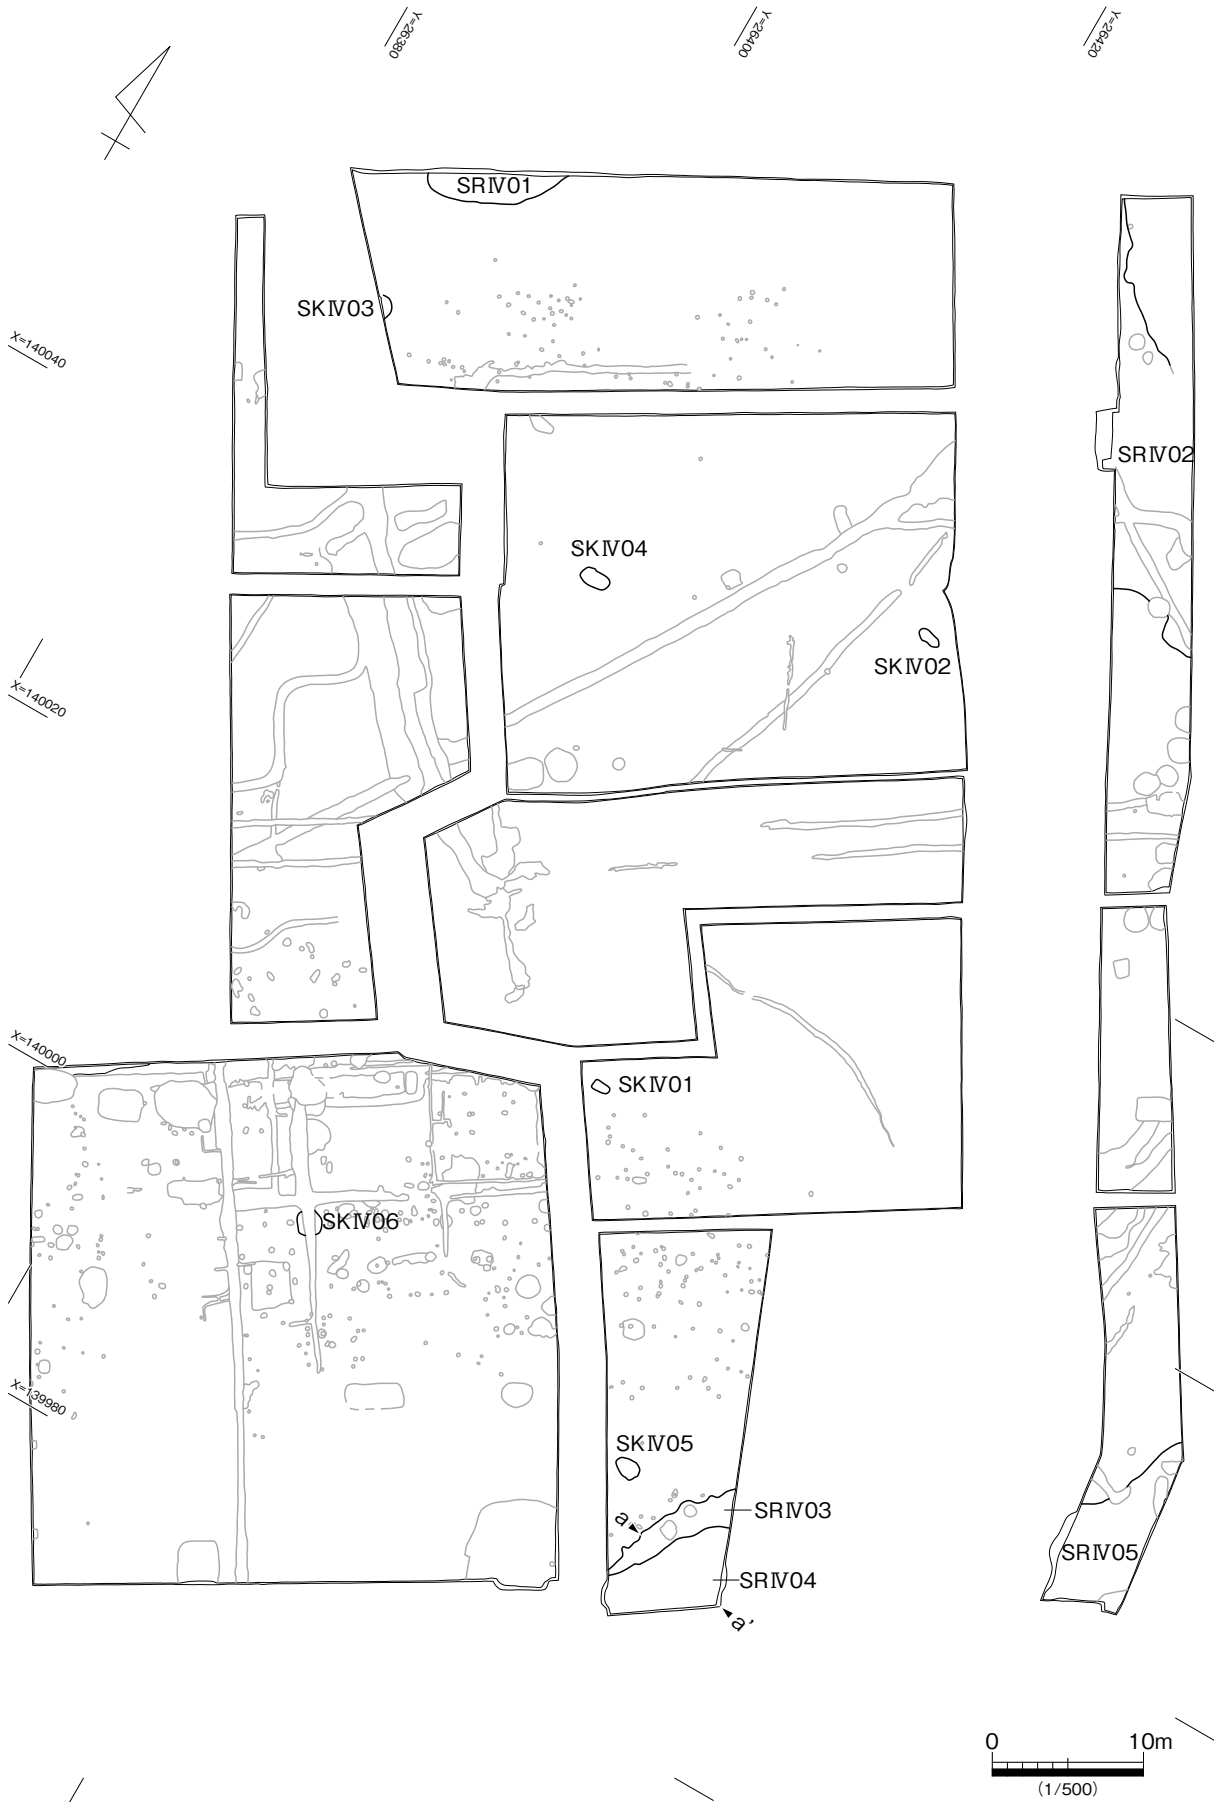 Y=26380
Y=26400
Y=26420
SRⅣ01
SKⅣ03
X=140040
SRⅣ02
SKⅣ04
SKⅣ02
X=140020
X=140000
SKⅣ01
SKⅣ06
X=139980
SKⅣ05
a
SRⅣ03
SRⅣ05
SRⅣ04
a’
0 10m
(1/500)